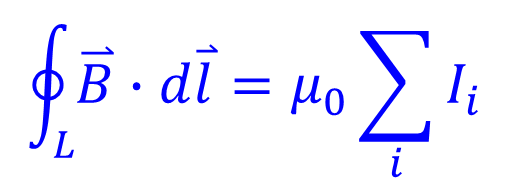 ∮_L B⃗ · dl⃗ = μ₀ ∑_i I_i